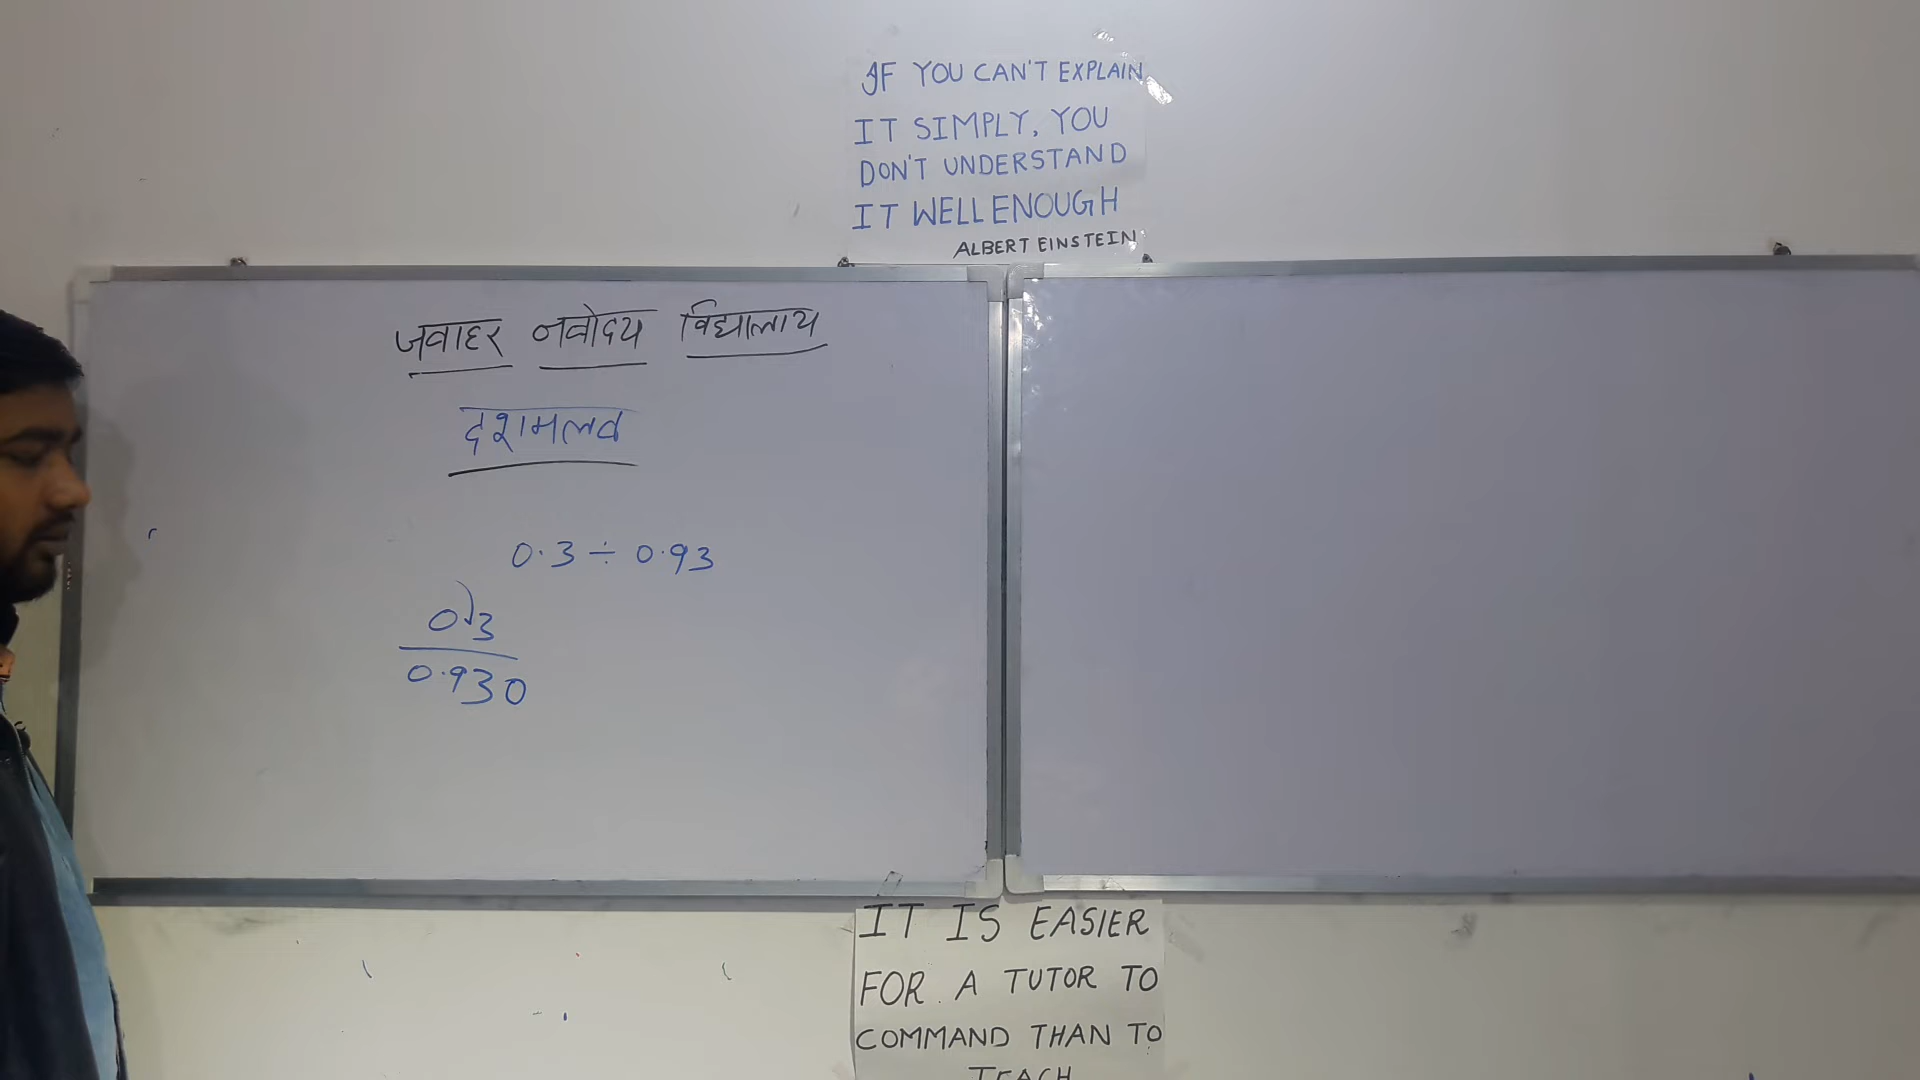 IF YOU CAN'T EXPLAIN
IT SIMPLY, YOU
DON'T UNDERSTAND
IT WELL ENOUGH
ALBERT EINSTEIN
जवाहर नवोदय विद्यालाय
दशमलव
0.3 ÷ 0.93
0.3
0.930
IT IS EASIER
FOR A TUTOR TO
COMMAND THAN TO
TEACH